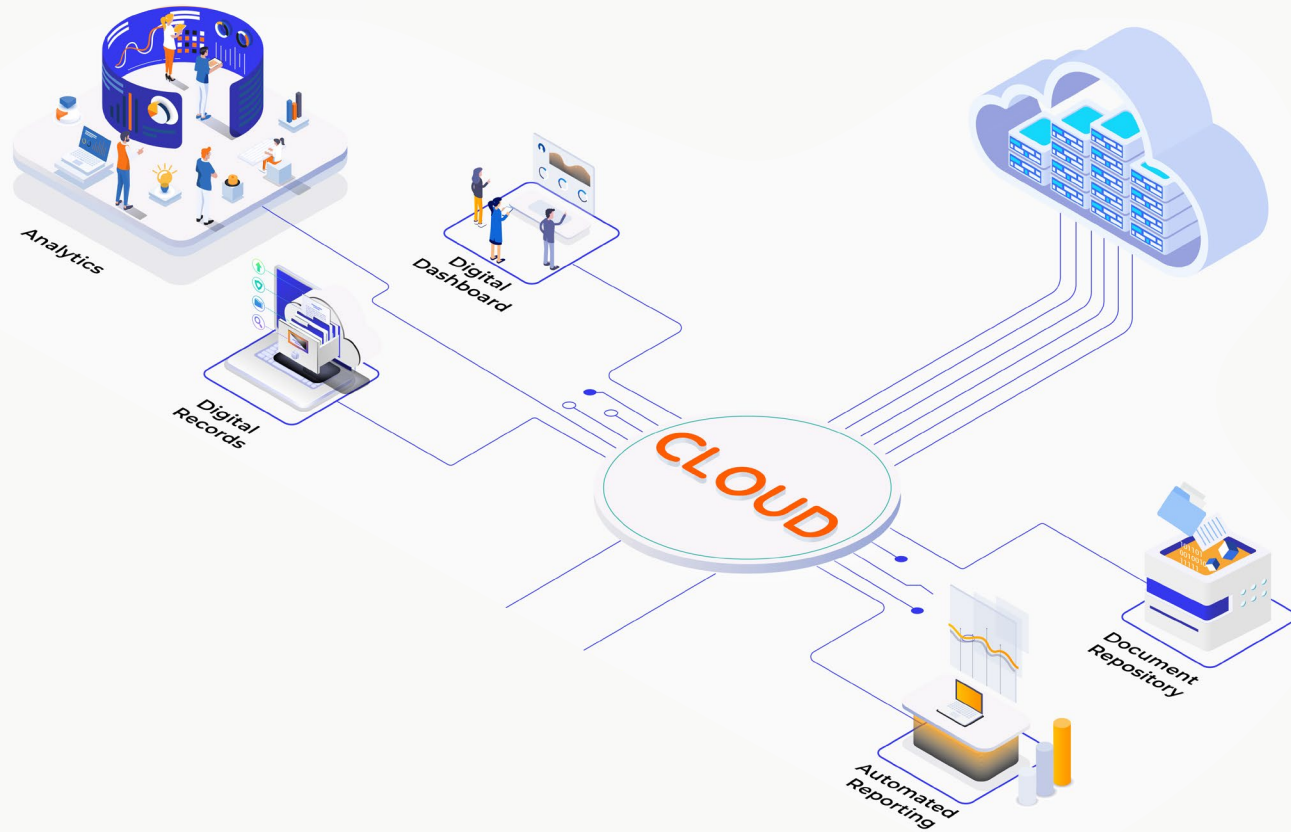 Analytics
Digital
Dashboard
Digital
Records
CLOUD
Document
Repository
Automated
Reporting